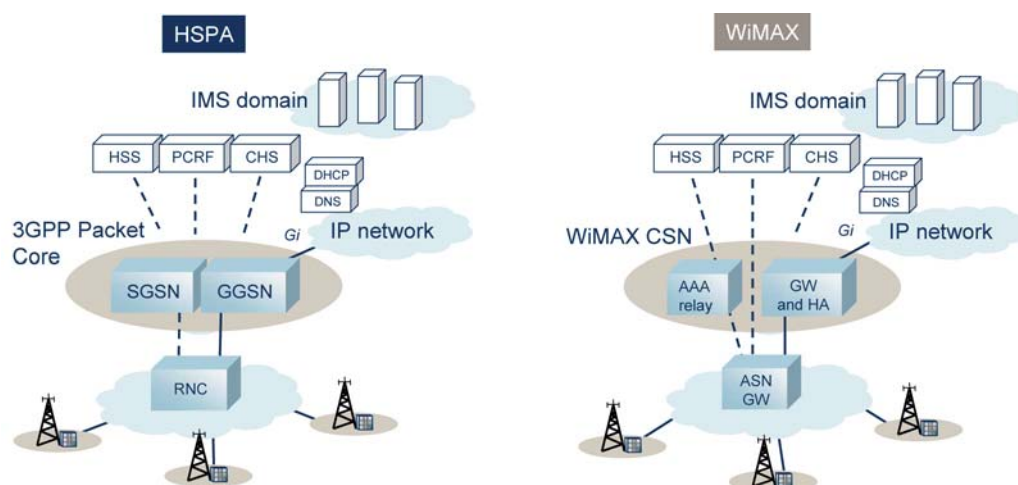 HSPA
IMS domain
HSS
PCRF
CHS
DHCP
DNS
3GPP Packet
Core
Gi
IP network
SGSN
GGSN
RNC
WiMAX
IMS domain
HSS
PCRF
CHS
DHCP
DNS
WiMAX CSN
Gi
IP network
AAA
relay
GW
and HA
ASN
GW